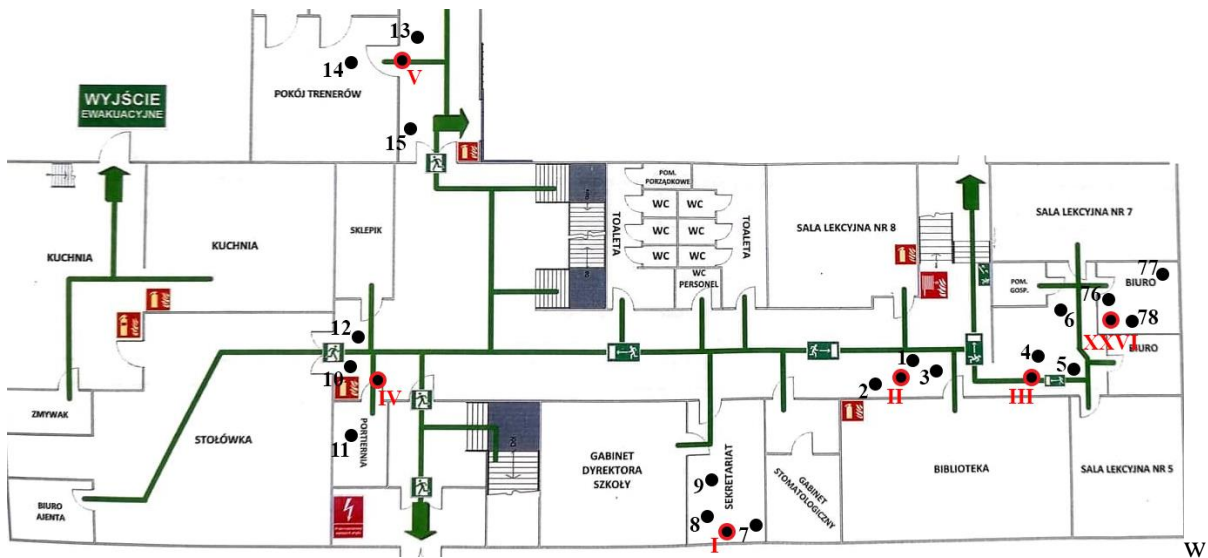 13
14
V
POKÓJ TRENERÓW
WYJŚCIE
EWAKUACYJNE
15
POM.
PORZĄDKOWE
WC
WC
WC
WC
WC
WC
WC
PERSONEL
TOALETA
TOALETA
SALA LEKCYJNA NR 8
SALA LEKCYJNA NR 7
SKLEPIK
KUCHNIA
KUCHNIA
POM.
GOSP.
77
BIURO
76
78
6
XXVI
BIURO
12
10
IV
1
2
3
II
4
5
III
ZMYWAK
STOŁÓWKA
11
PORTIERNIA
GABINET
DYREKTORA
SZKOŁY
SEKRETARIAT
9
8
7
I
GABINET
STOMATOLOGICZNY
BIBLIOTEKA
SALA LEKCYJNA NR 5
BIURO
AJENTA
W